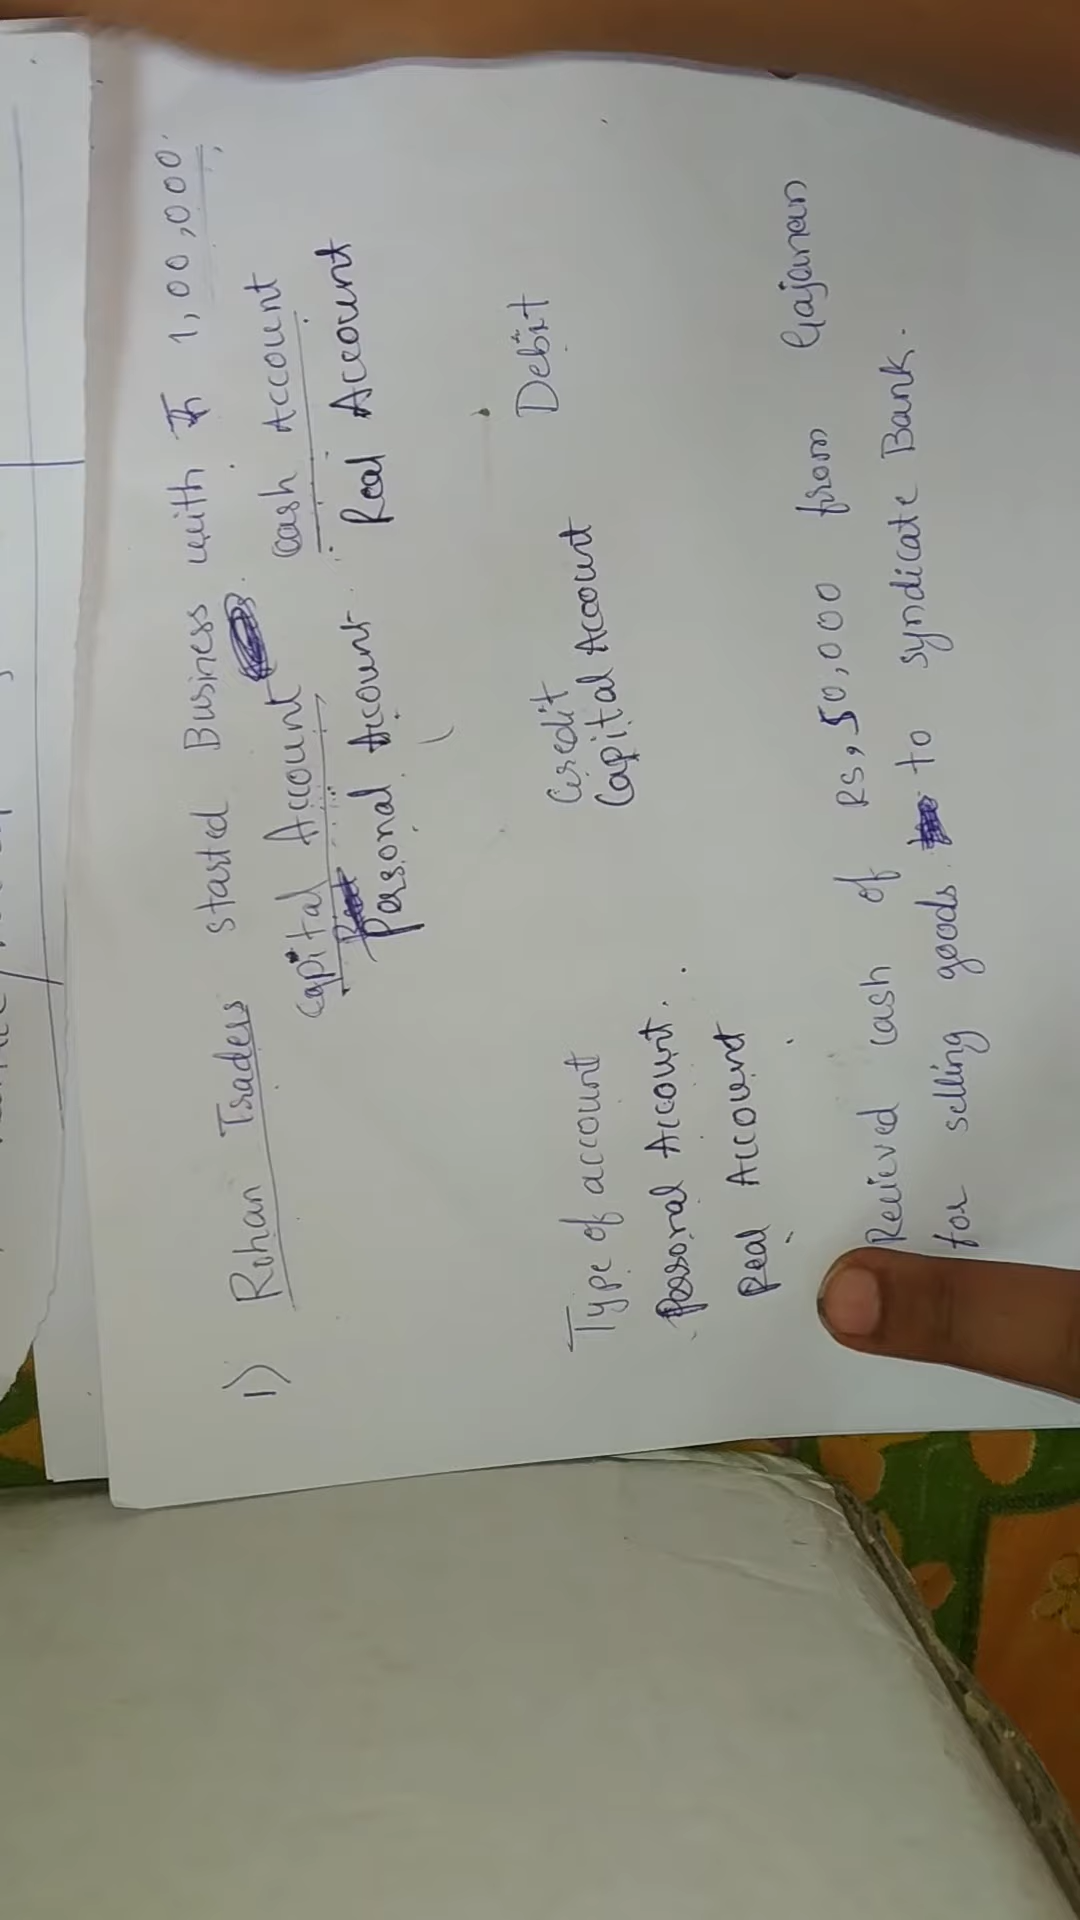 1) Rohan Traders started Business with ₹ 1,00,000.
Capital Account Cash Account
Personal Account Real Account
Type of account Credit Debit
Personal Account. Capital Account
Real Account
Recieved cash of Rs, 50,000 from Gajanan
for selling goods to syndicate Bank.